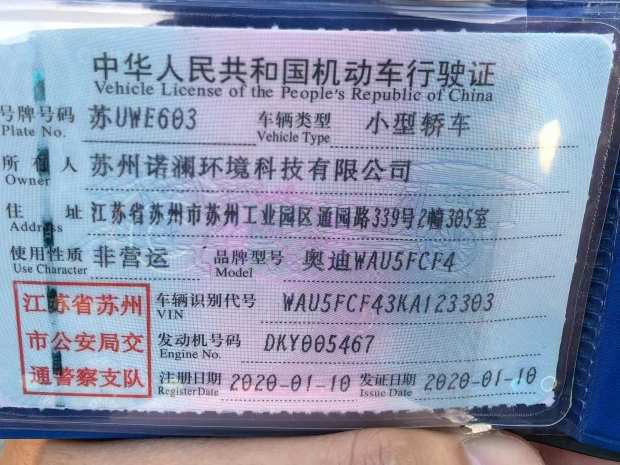 中华人民共和国机动车行驶证
Vehicle License of the People's Republic of China
号牌号码 苏UWE603 车辆类型 小型轿车
Plate No. Vehicle Type
所有人 苏州诺澜环境科技有限公司
Owner
住址 江苏省苏州市苏州工业园区通园路339号2幢305室
Address
使用性质 非营运 品牌型号 奥迪WAU5FCF4
Use Character Model
江苏省苏州 车辆识别代号 WAU5FCF43KA123303
VIN
市公安局交 发动机号码 DKY005467
Engine No.
通警察支队 注册日期 2020-01-10 发证日期 2020-01-10
Register Date Issue Date